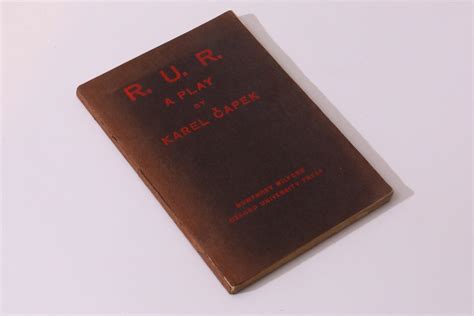 R. U. R.
A PLAY
BY
KAREL ČAPEK
HUMPHREY MILFORD
OXFORD UNIVERSITY PRESS